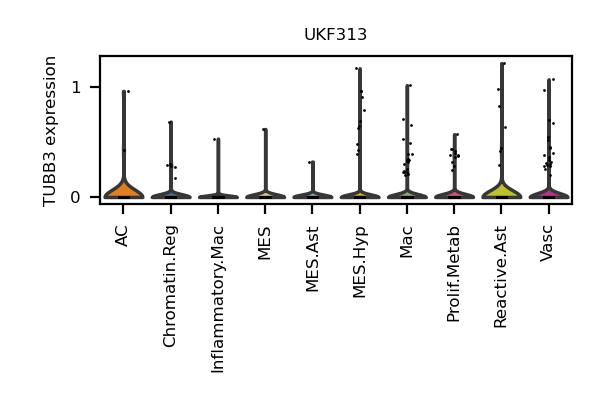 UKF313
TUBB3 expression
1
0
AC
Chromatin.Reg
Inflammatory.Mac
MES
MES.Ast
MES.Hyp
Mac
Prolif.Metab
Reactive.Ast
Vasc